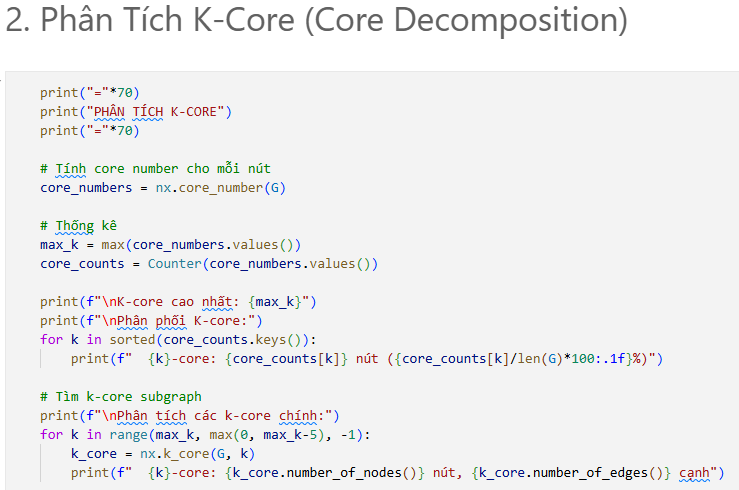 2. Phân Tích K-Core (Core Decomposition)
print("="*70)
print("PHÂN TÍCH K-CORE")
print("="*70)
# Tính core number cho mỗi nút
core_numbers = nx.core_number(G)
# Thống kê
max_k = max(core_numbers.values())
core_counts = Counter(core_numbers.values())
print(f"\nK-core cao nhất: {max_k}")
print(f"\nPhân phối K-core:")
for k in sorted(core_counts.keys()):
    print(f"  {k}-core: {core_counts[k]} nút ({core_counts[k]/len(G)*100:.1f}%)")
# Tìm k-core subgraph
print(f"\nPhân tích các k-core chính:")
for k in range(max_k, max(0, max_k-5), -1):
    k_core = nx.k_core(G, k)
    print(f"  {k}-core: {k_core.number_of_nodes()} nút, {k_core.number_of_edges()} cạnh")